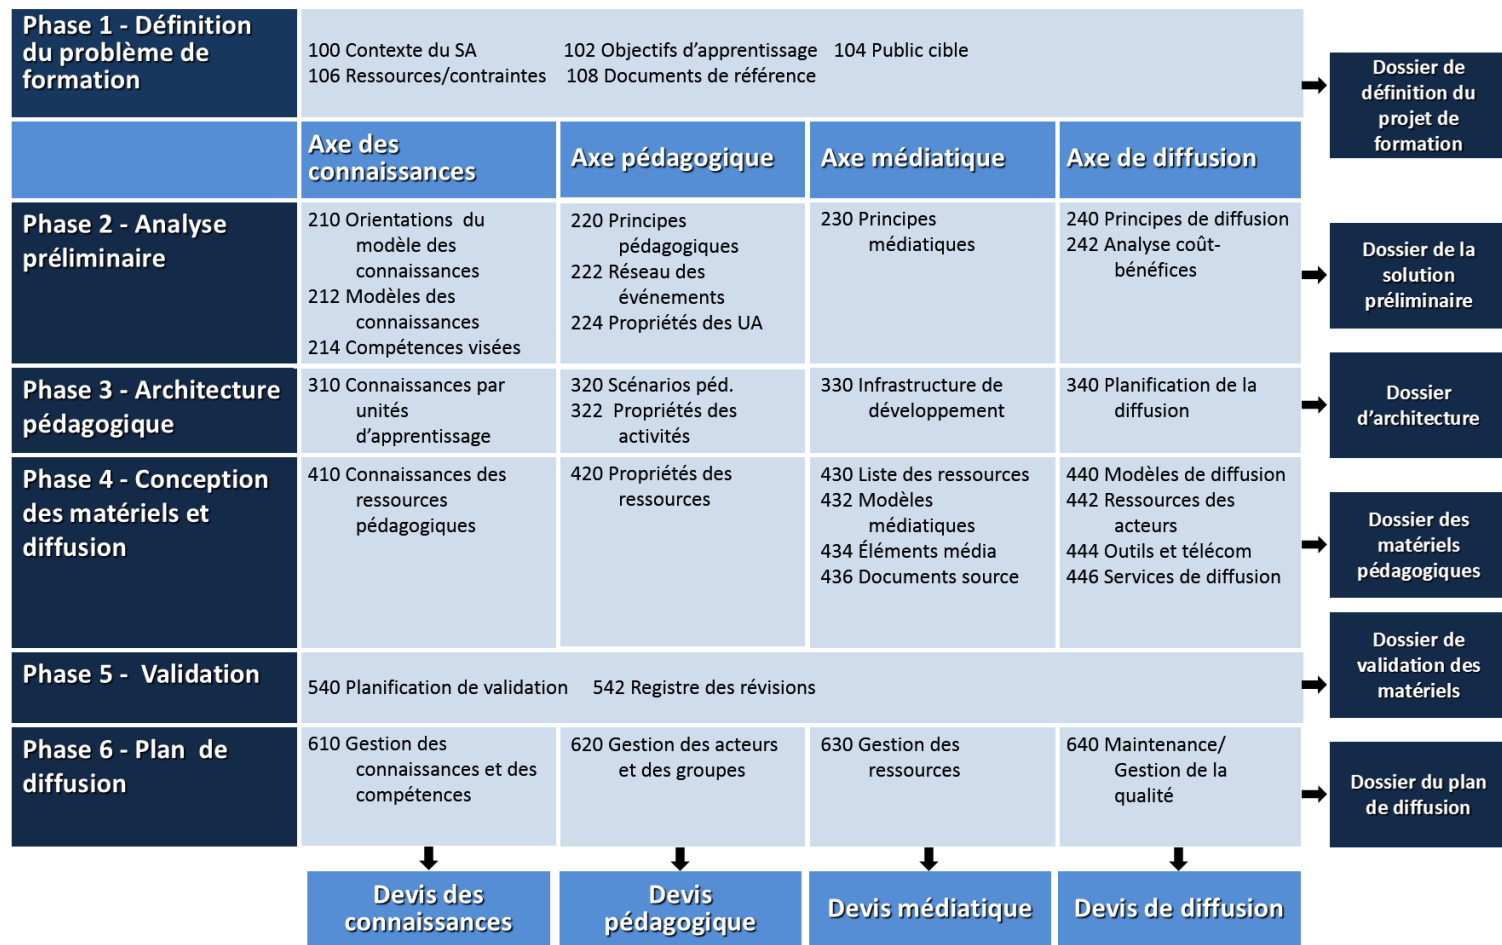 Phase 1 - Définition
du problème de
formation
100 Contexte du SA
102 Objectifs d’apprentissage
104 Public cible
106 Ressources/contraintes
108 Documents de référence
Dossier de
définition du
projet de
formation
Axe des
connaissances
Axe pédagogique
Axe médiatique
Axe de diffusion
Phase 2 - Analyse
préliminaire
210 Orientations du
modèle des
connaissances
212 Modèles des
connaissances
214 Compétences visées
220 Principes
pédagogiques
222 Réseau des
événements
224 Propriétés des UA
230 Principes
médiatiques
240 Principes de diffusion
242 Analyse coût-
bénéfices
Dossier de la
solution
préliminaire
Phase 3 - Architecture
pédagogique
310 Connaissances par
unités
d’apprentissage
320 Scénarios péd.
322 Propriétés des
activités
330 Infrastructure de
développement
340 Planification de la
diffusion
Dossier
d’architecture
Phase 4 - Conception
des matériels et
diffusion
410 Connaissances des
ressources
pédagogiques
420 Propriétés des
ressources
430 Liste des ressources
432 Modèles
médiatiques
434 Éléments média
436 Documents source
440 Modèles de diffusion
442 Ressources des
acteurs
444 Outils et télécom
446 Services de diffusion
Dossier des
matériels
pédagogiques
Phase 5 - Validation
540 Planification de validation
542 Registre des révisions
Dossier de
validation des
matériels
Phase 6 - Plan de
diffusion
610 Gestion des
connaissances et des
compétences
620 Gestion des acteurs
et des groupes
630 Gestion des
ressources
640 Maintenance/
Gestion de la
qualité
Dossier du plan
de diffusion
Devis des
connaissances
Devis
pédagogique
Devis médiatique
Devis de diffusion